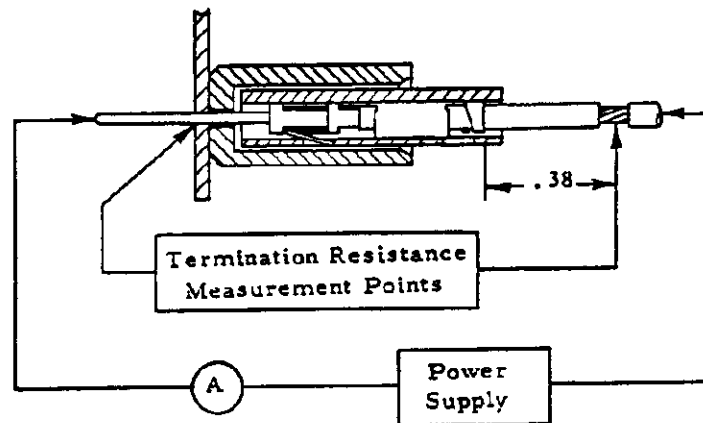 .38
Termination Resistance
Measurement Points
A
Power
Supply